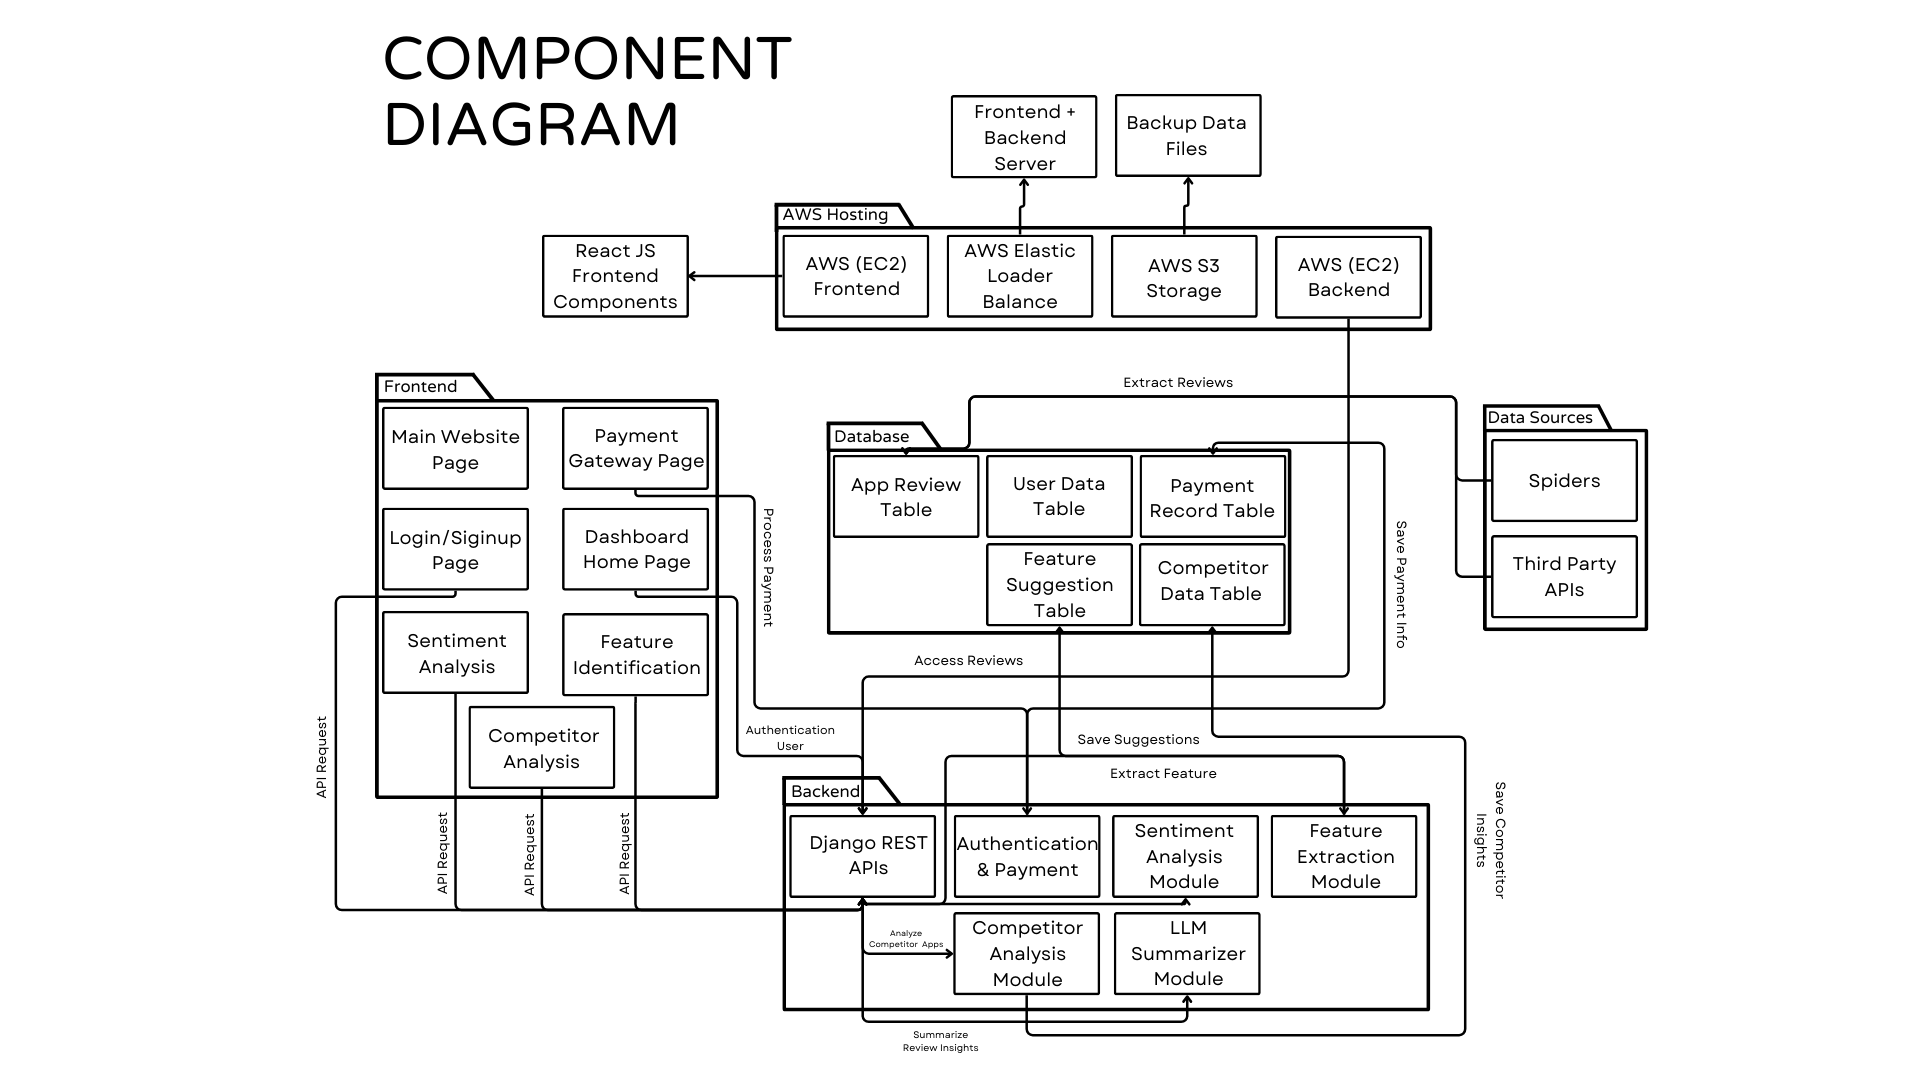 COMPONENT
DIAGRAM
Frontend +
Backend
Server
Backup Data
Files
AWS Hosting
React JS
Frontend
Components
AWS (EC2)
Frontend
AWS Elastic
Loader
Balance
AWS S3
Storage
AWS (EC2)
Backend
Frontend
Main Website
Page
Payment
Gateway Page
Login/Siginup
Page
Dashboard
Home Page
Sentiment
Analysis
Feature
Identification
Competitor
Analysis
Process Payment
Extract Reviews
Database
App Review
Table
User Data
Table
Payment
Record Table
Feature
Suggestion
Table
Competitor
Data Table
Save Payment Info
Data Sources
Spiders
Third Party
APIs
Access Reviews
Authentication
User
Save Suggestions
Extract Feature
API Request
API Request
API Request
API Request
Backend
Django REST
APIs
Authentication
& Payment
Sentiment
Analysis
Module
Feature
Extraction
Module
Analyze
Competitor Apps
Competitor
Analysis
Module
LLM
Summarizer
Module
Save Competitor
Insights
Summarize
Review Insights